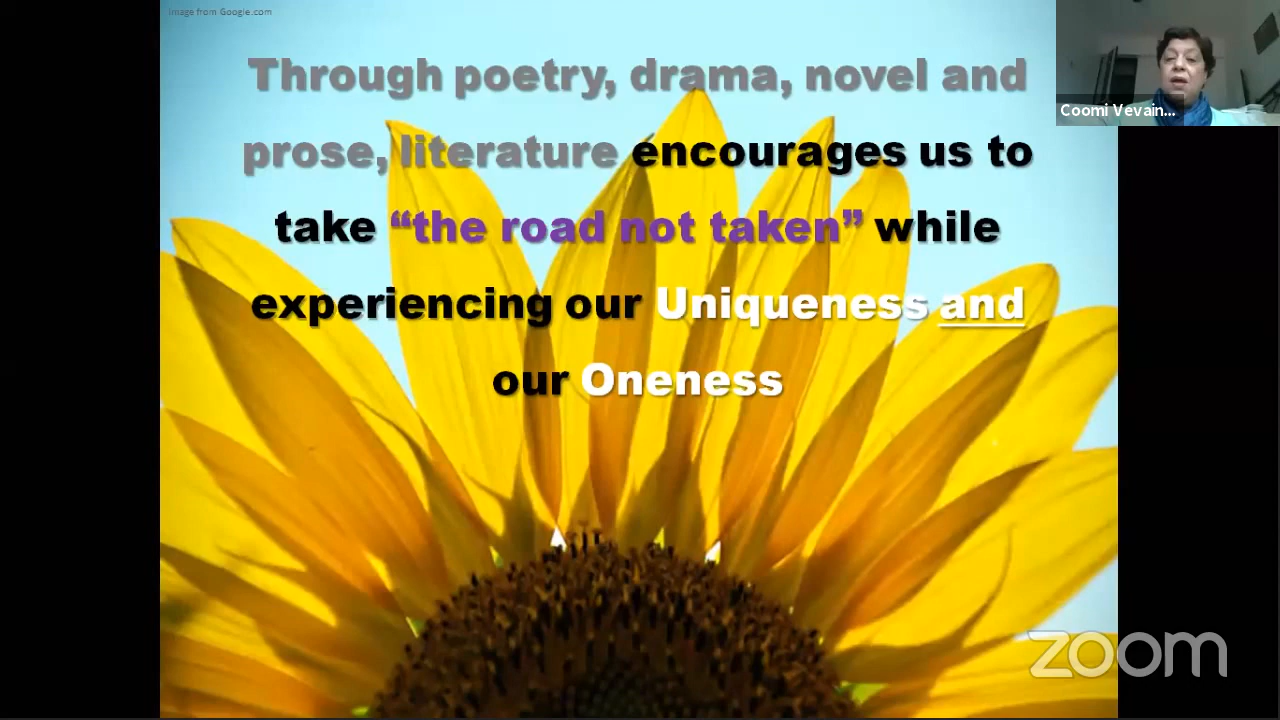 Image from Google.com
Through poetry, drama, novel and
prose, literature encourages us to
take “the road not taken” while
experiencing our Uniqueness and
our Oneness
Coomi Vevain...
zoom